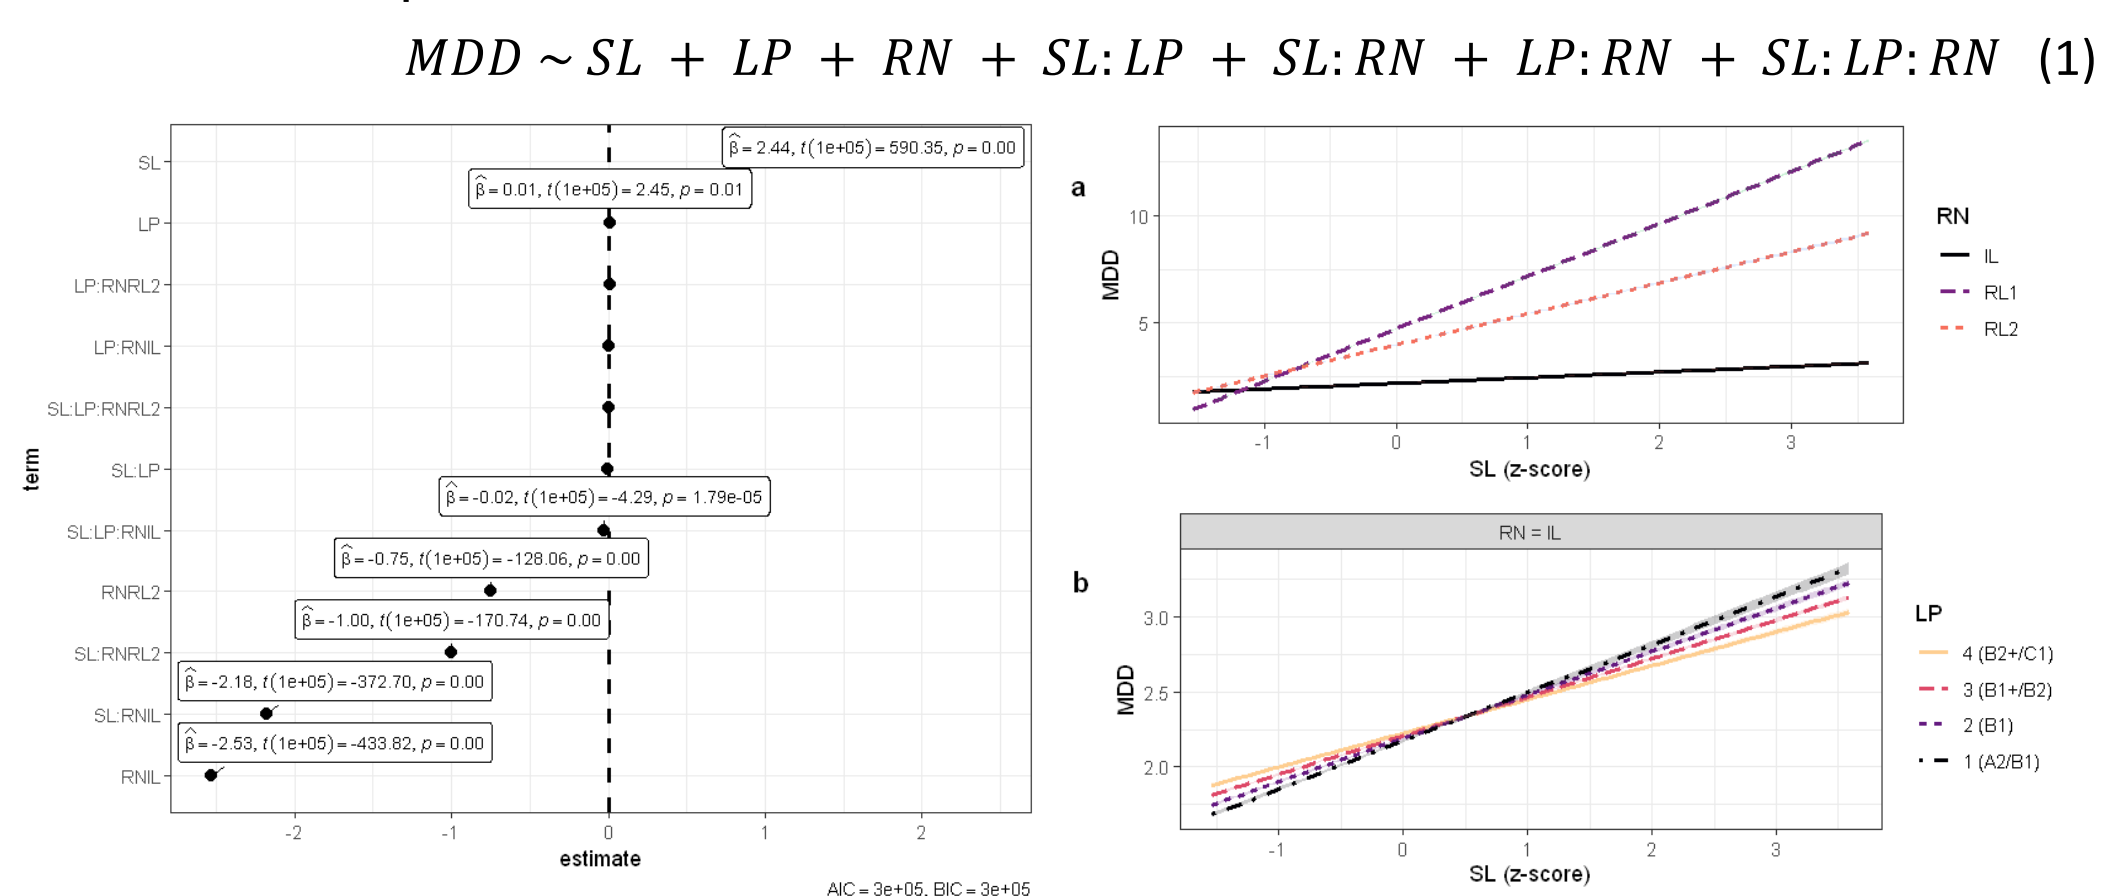 MDD ~ SL + LP + RN + SL: LP + SL: RN + LP: RN + SL: LP: RN (1)
term
SL
LP
LP:RNRL2
LP:RNIL
SL:LP:RNRL2
SL:LP
SL:LP:RNIL
RNRL2
SL:RNRL2
SL:RNIL
RNIL
β̂ = 2.44, t(1e+05) = 590.35, p = 0.00
β̂ = 0.01, t(1e+05) = 2.45, p = 0.01
β̂ = -0.02, t(1e+05) = -4.29, p = 1.79e-05
β̂ = -0.75, t(1e+05) = -128.06, p = 0.00
β̂ = -1.00, t(1e+05) = -170.74, p = 0.00
β̂ = -2.18, t(1e+05) = -372.70, p = 0.00
β̂ = -2.53, t(1e+05) = -433.82, p = 0.00
-2 -1 0 1 2
estimate
AIC = 3e+05, BIC = 3e+05
a
MDD
10
5
-1 0 1 2 3
SL (z-score)
RN
IL
RL1
RL2
b
RN = IL
MDD
3.0
2.5
2.0
-1 0 1 2 3
SL (z-score)
LP
4 (B2+/C1)
3 (B1+/B2)
2 (B1)
1 (A2/B1)